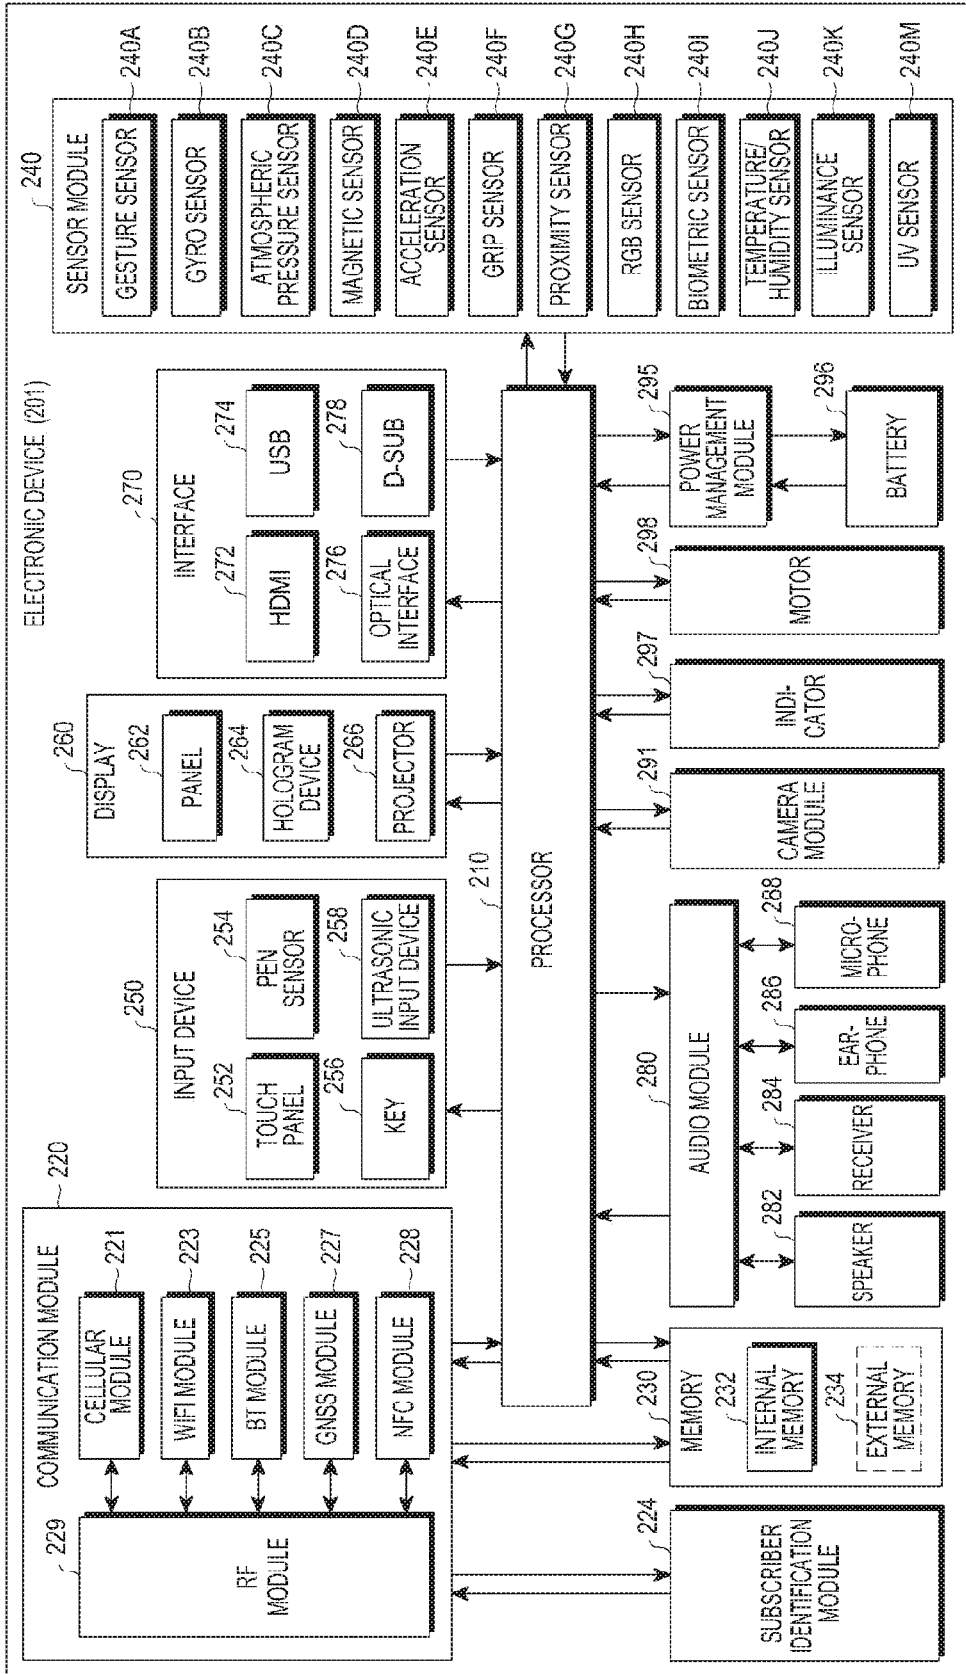 ELECTRONIC DEVICE (201)
220
COMMUNICATION MODULE
229
RF
MODULE
CELLULAR
MODULE
221
WIFI MODULE
223
BT MODULE
225
GNSS MODULE
227
NFC MODULE
228
250
INPUT DEVICE
252
TOUCH
PANEL
254
PEN
SENSOR
256
KEY
258
ULTRASONIC
INPUT DEVICE
260
DISPLAY
262
PANEL
264
HOLOGRAM
DEVICE
266
PROJECTOR
270
INTERFACE
272
HDMI
274
USB
276
OPTICAL
INTERFACE
278
D-SUB
240
SENSOR MODULE
GESTURE SENSOR
240A
GYRO SENSOR
240B
ATMOSPHERIC
PRESSURE SENSOR
240C
MAGNETIC SENSOR
240D
ACCELERATION
SENSOR
240E
GRIP SENSOR
240F
PROXIMITY SENSOR
240G
RGB SENSOR
240H
BIOMETRIC SENSOR
240I
TEMPERATURE/
HUMIDITY SENSOR
240J
ILLUMINANCE
SENSOR
240K
UV SENSOR
240M
210
PROCESSOR
224
SUBSCRIBER
IDENTIFICATION
MODULE
230
MEMORY
232
INTERNAL
MEMORY
234
EXTERNAL
MEMORY
280
AUDIO MODULE
282
SPEAKER
284
RECEIVER
286
EAR-
PHONE
288
MICRO-
PHONE
291
CAMERA
MODULE
297
INDI-
CATOR
298
MOTOR
295
POWER
MANAGEMENT
MODULE
296
BATTERY